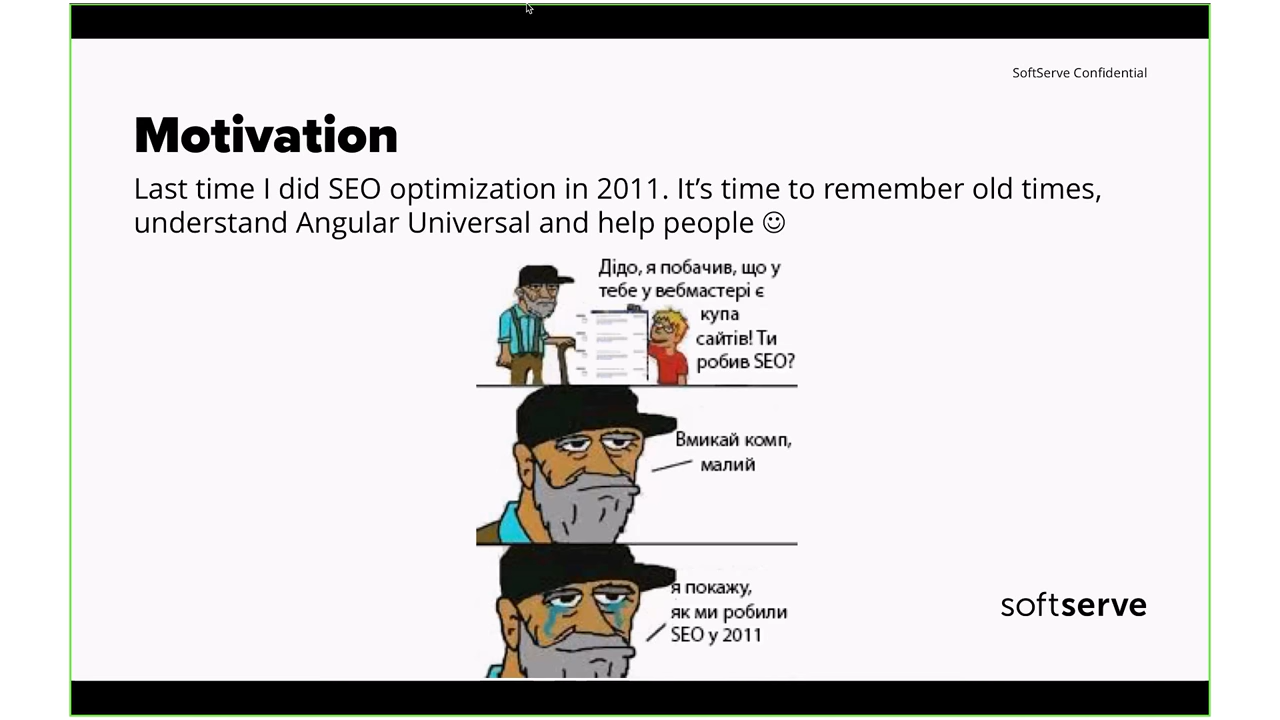 SoftServe Confidential
Motivation
Last time I did SEO optimization in 2011. It’s time to remember old times,
understand Angular Universal and help people ☺
Дідо, я побачив, що у
тебе у вебмастері є
купа
сайтів! Ти
робив SEO?
Вмикай комп,
малий
я покажу,
як ми робили
SEO у 2011
softserve